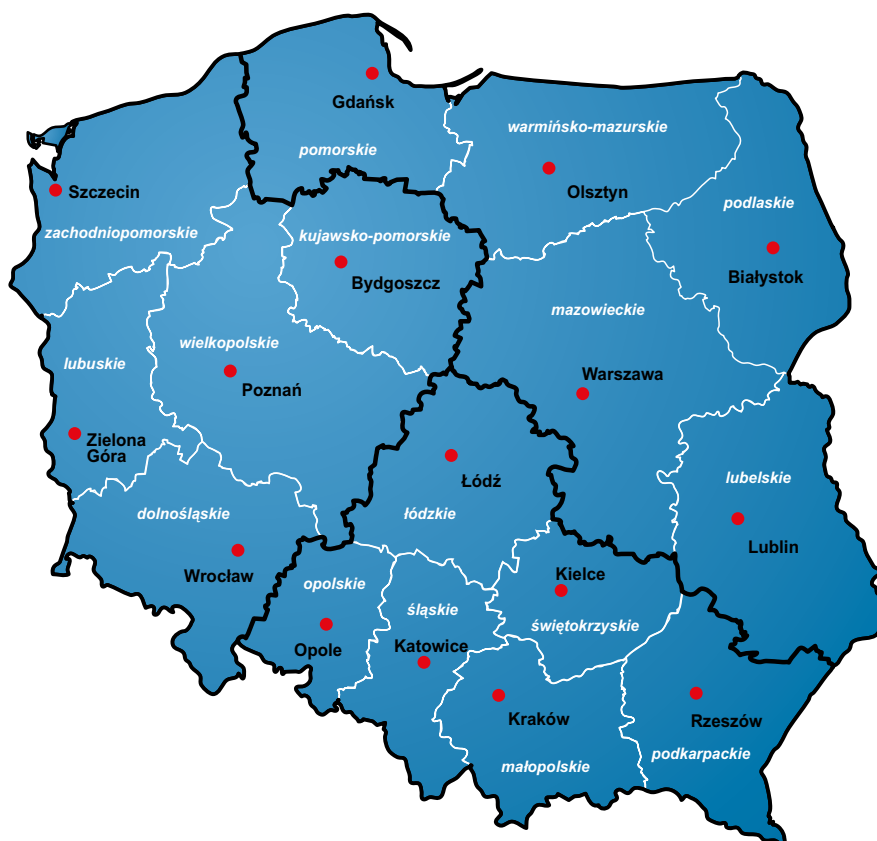 Gdańsk
pomorskie
warmińsko-mazurskie
Olsztyn
Szczecin
zachodniopomorskie
kujawsko-pomorskie
Bydgoszcz
podlaskie
Białystok
mazowieckie
Warszawa
lubuskie
Zielona
Góra
wielkopolskie
Poznań
Łódź
łódzkie
lubelskie
Lublin
dolnośląskie
Wrocław
opolskie
Opole
śląskie
Katowice
Kielce
świętokrzyskie
Kraków
małopolskie
Rzeszów
podkarpackie